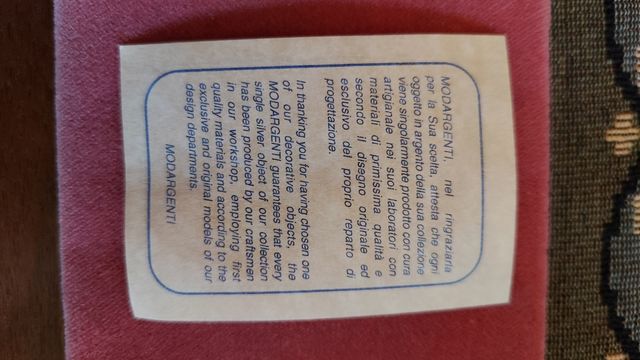 MODARGENTI, nel ringraziarla
per la Sua scelta, attesta che ogni
oggetto in argento della sua collezione
viene singolarmente prodotto con cura
artigianale nei suoi laboratori con
materiali di primissima qualità e
secondo il disegno originale ed
esclusivo del proprio reparto di
progettazione.
In thanking you for having chosen one
of our decorative objects, the
MODARGENTI guarantees that every
single silver object of our collection
has been produced by our craftsmen
in our workshop, employing first
quality materials and according to the
exclusive and original models of our
design departments.
MODARGENTI